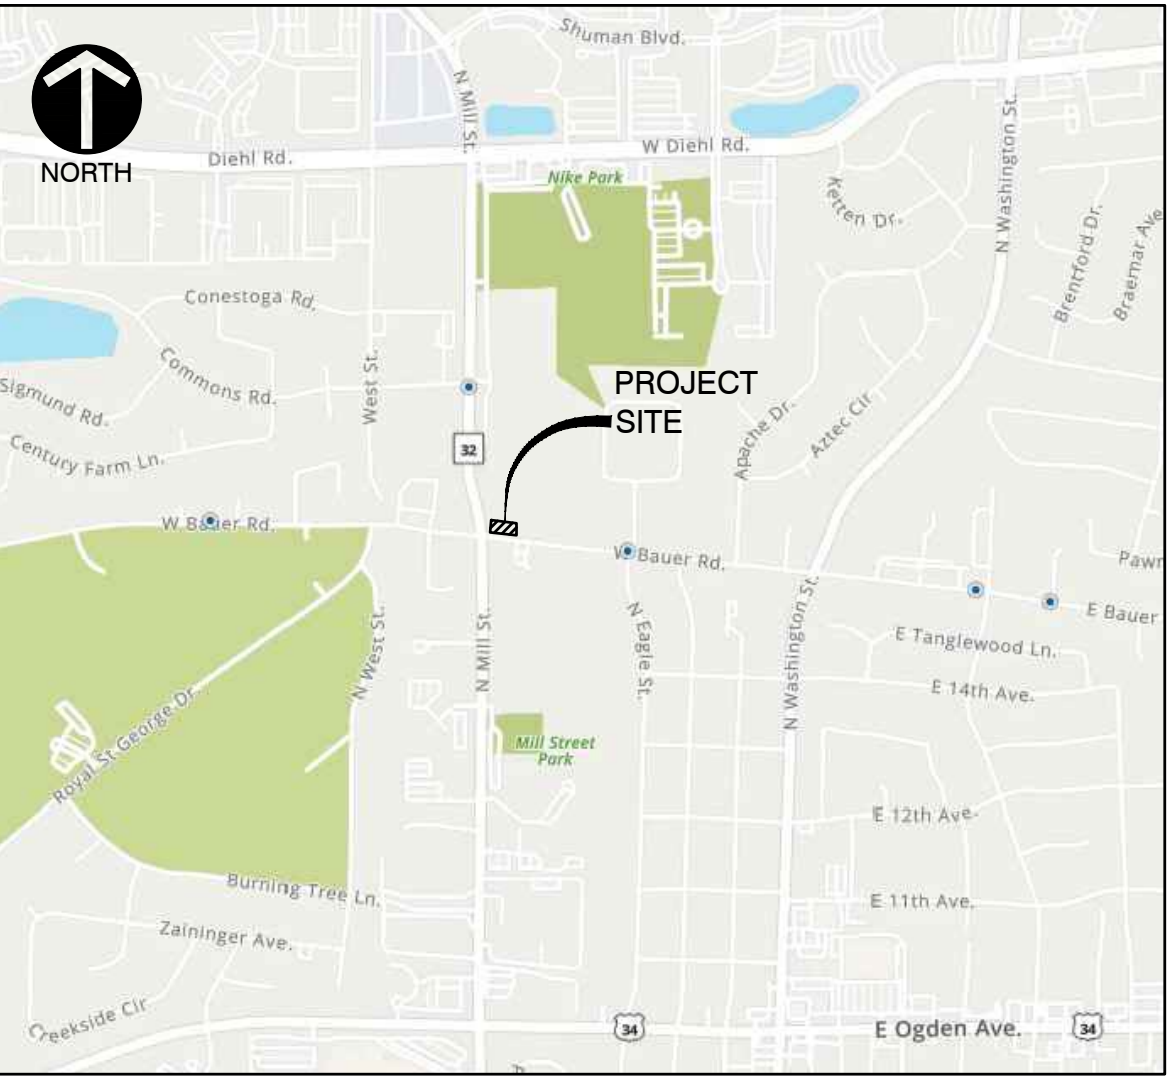 Shuman Blvd.
N Mill St.
NORTH
Diehl Rd.
W Diehl Rd.
N Washington St.
Nike Park
Ketten Dr.
Brentford Dr.
Braemar Ave
Conestoga Rd.
Commons Rd.
West St.
Sigmund Rd.
PROJECT
SITE
Apache Dr.
Aztec Cir
Century Farm Ln.
32
W Bauer Rd.
W Bauer Rd.
Pawn
E Bauer
N West St.
N Mill St.
N Eagle St.
N Washington St.
E Tanglewood Ln.
E 14th Ave.
Royal St George Dr
Mill Street
Park
E 12th Ave.
Burning Tree Ln.
E 11th Ave.
Zaininger Ave.
Creekside Cir
34
E Ogden Ave.
34